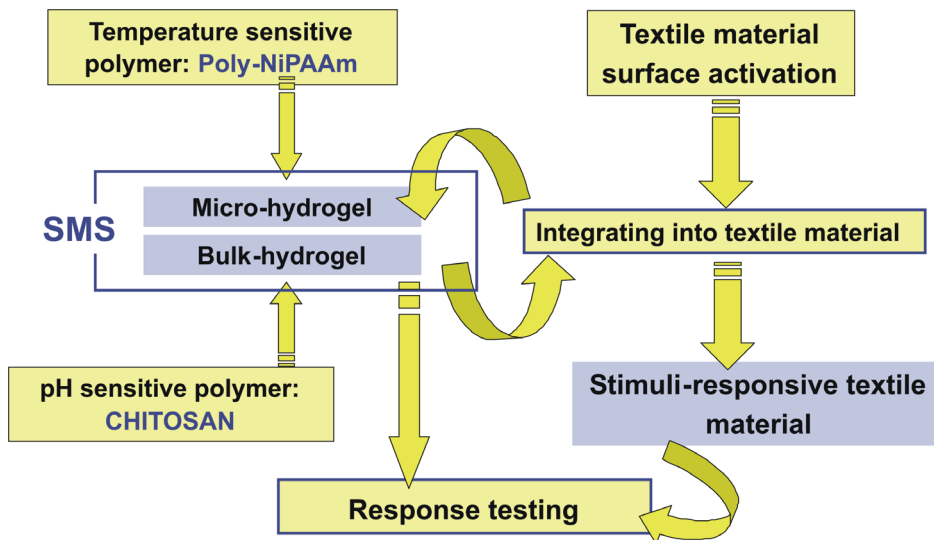 Temperature sensitive
polymer: Poly-NiPAAm
Textile material
surface activation
SMS
Micro-hydrogel
Bulk-hydrogel
Integrating into textile material
pH sensitive polymer:
CHITOSAN
Stimuli-responsive textile
material
Response testing